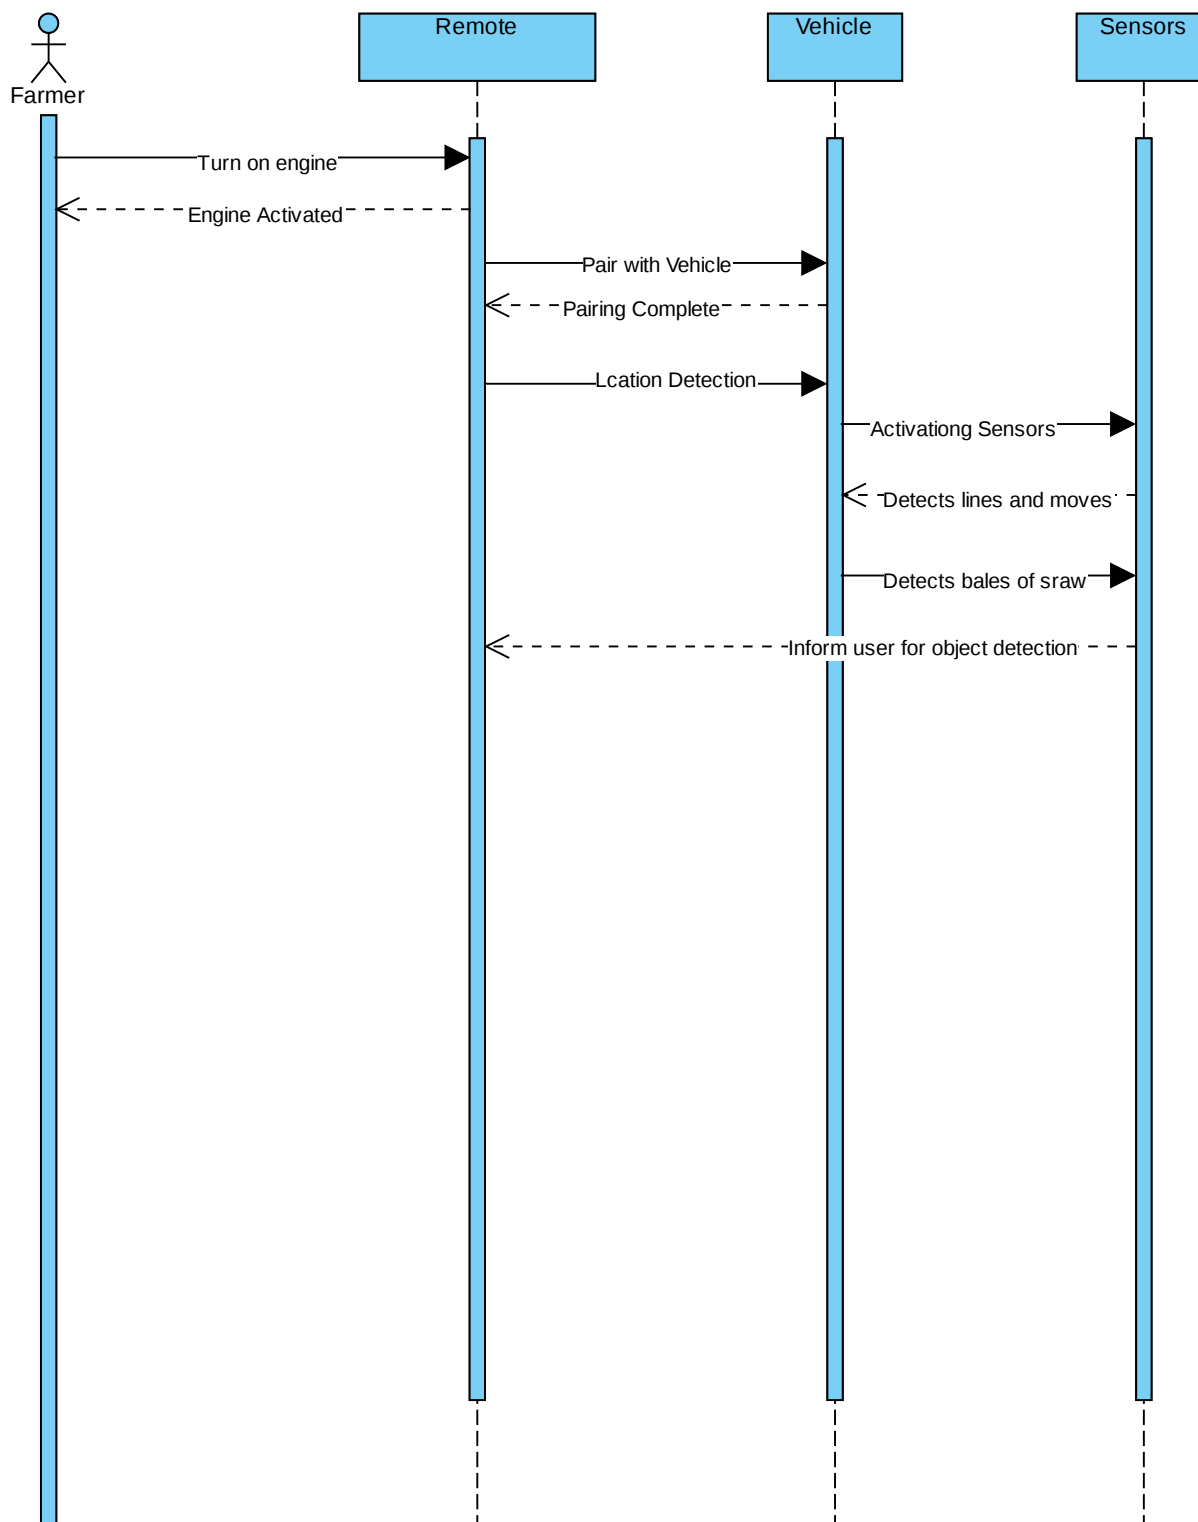 Farmer
Remote
Vehicle
Sensors
Turn on engine
Engine Activated
Pair with Vehicle
Pairing Complete
Lcation Detection
Activationg Sensors
Detects lines and moves
Detects bales of sraw
Inform user for object detection